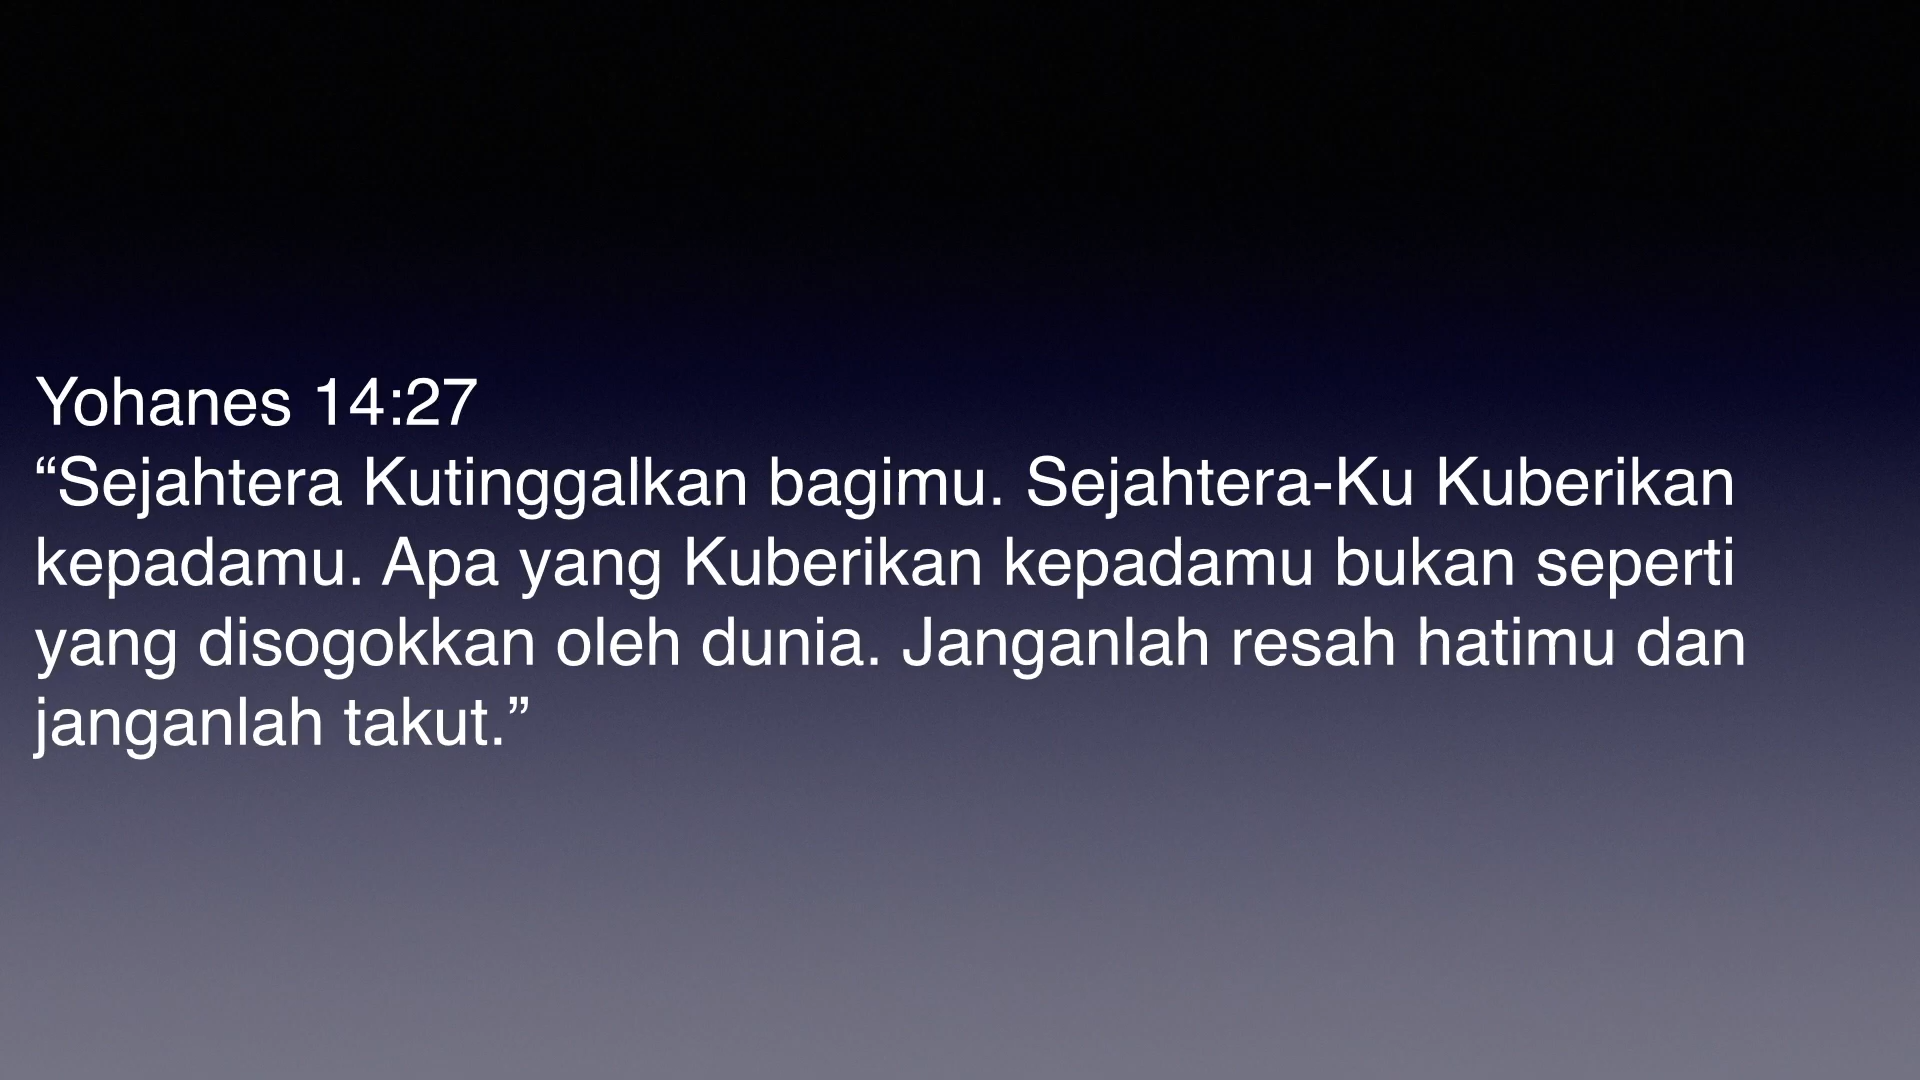 Yohanes 14:27
“Sejahtera Kutinggalkan bagimu. Sejahtera-Ku Kuberikan
kepadamu. Apa yang Kuberikan kepadamu bukan seperti
yang disogokkan oleh dunia. Janganlah resah hatimu dan
janganlah takut.”